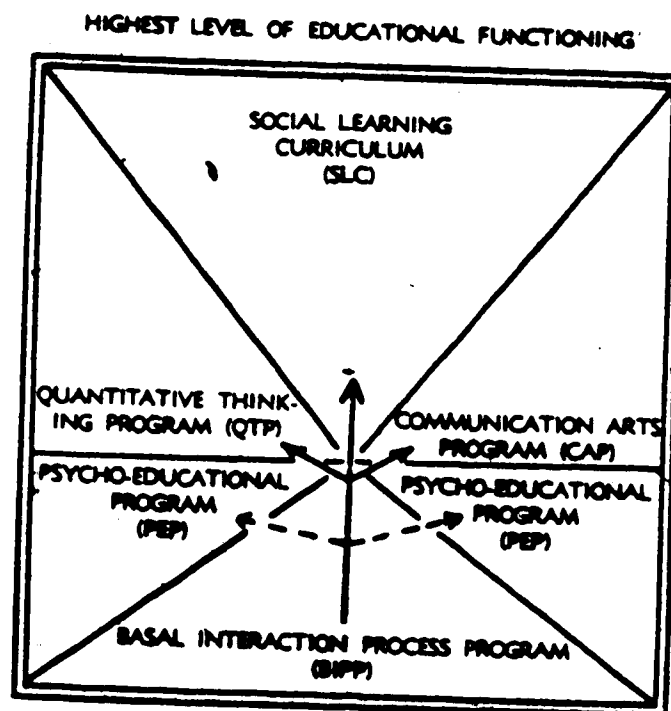 HIGHEST LEVEL OF EDUCATIONAL FUNCTIONING
SOCIAL LEARNING
CURRICULUM
(SLC)
QUANTITATIVE THINK-
ING PROGRAM (QTP)
COMMUNICATION ARTS
PROGRAM (CAP)
PSYCHO-EDUCATIONAL
PROGRAM
(PEP)
PSYCHO-EDUCATIONAL
PROGRAM
(PEP)
BASAL INTERACTION PROCESS PROGRAM
(BIPP)